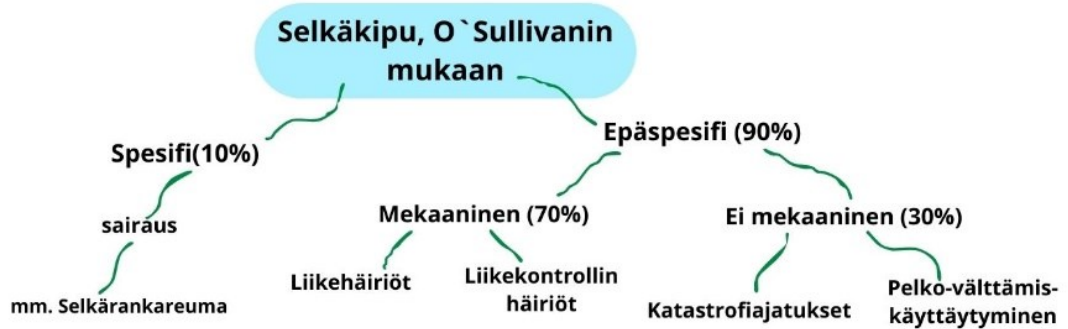 Selkäkipu, O`Sullivanin
mukaan
Spesifi(10%)
Epäspesifi (90%)
sairaus
Mekaaninen (70%)
Ei mekaaninen (30%)
mm. Selkärankareuma
Liikehäiriöt
Liikekontrollin
häiriöt
Katastrofiajatukset
Pelko-välttämis-
käyttäytyminen